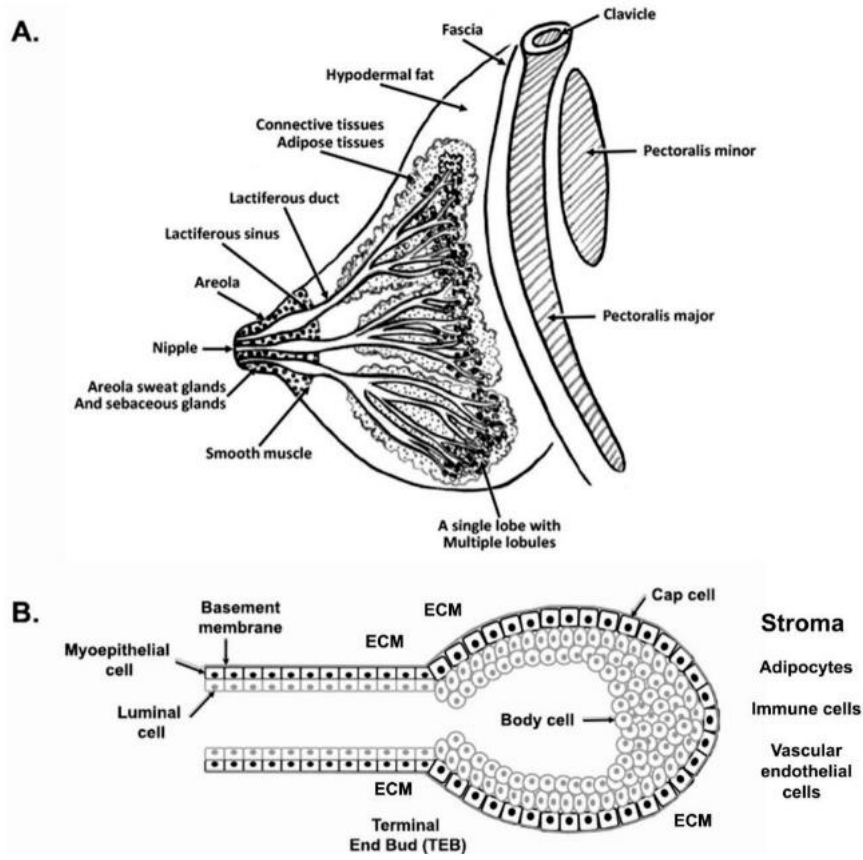 A.
Clavicle
Fascia
Hypodermal fat
Connective tissues
Adipose tissues
Pectoralis minor
Lactiferous duct
Lactiferous sinus
Areola
Pectoralis major
Nipple
Areola sweat glands
And sebaceous glands
Smooth muscle
A single lobe with
Multiple lobules
B.
Basement
membrane
ECM
Cap cell
Stroma
ECM
Myoepithelial
cell
Adipocytes
Luminal
cell
Body cell
Immune cells
Vascular
endothelial
cells
ECM
ECM
Terminal
End Bud (TEB)